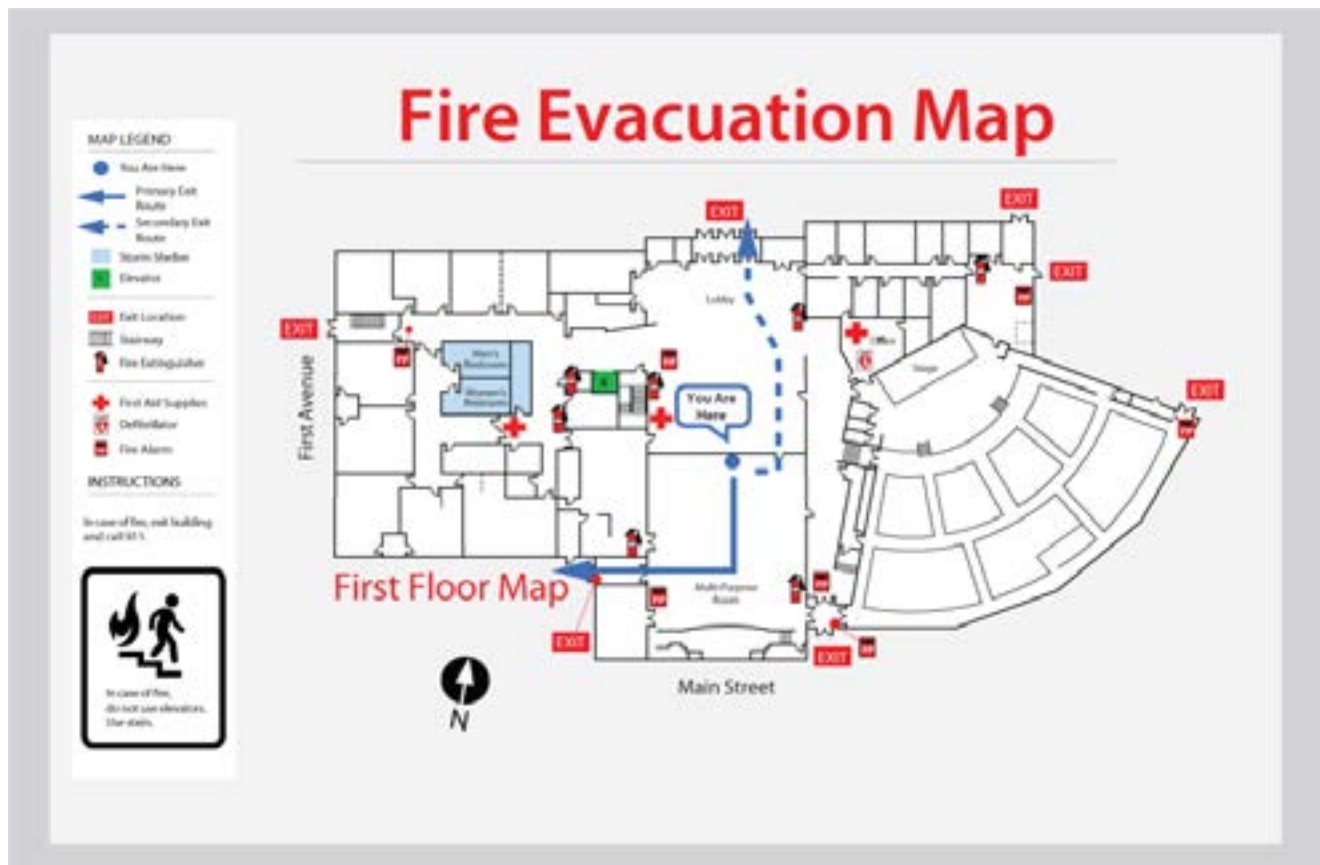 Fire Evacuation Map
MAP LEGEND
You Are Here
Primary Exit
Route
Secondary Exit
Route
Storm Shelter
Elevator
EXIT
Exit Location
Stairway
Fire Extinguisher
First Aid Supplies
Defibrillator
Fire Alarm
INSTRUCTIONS
In case of fire, exit building
and call 911.
In case of fire,
do not use elevators.
Use stairs.
EXIT
EXIT
EXIT
EXIT
EXIT
Lobby
Office
Stage
Men's
Restroom
Women's
Restroom
You Are
Here
First Avenue
First Floor Map
Multi-Purpose
Room
EXIT
EXIT
Main Street
N